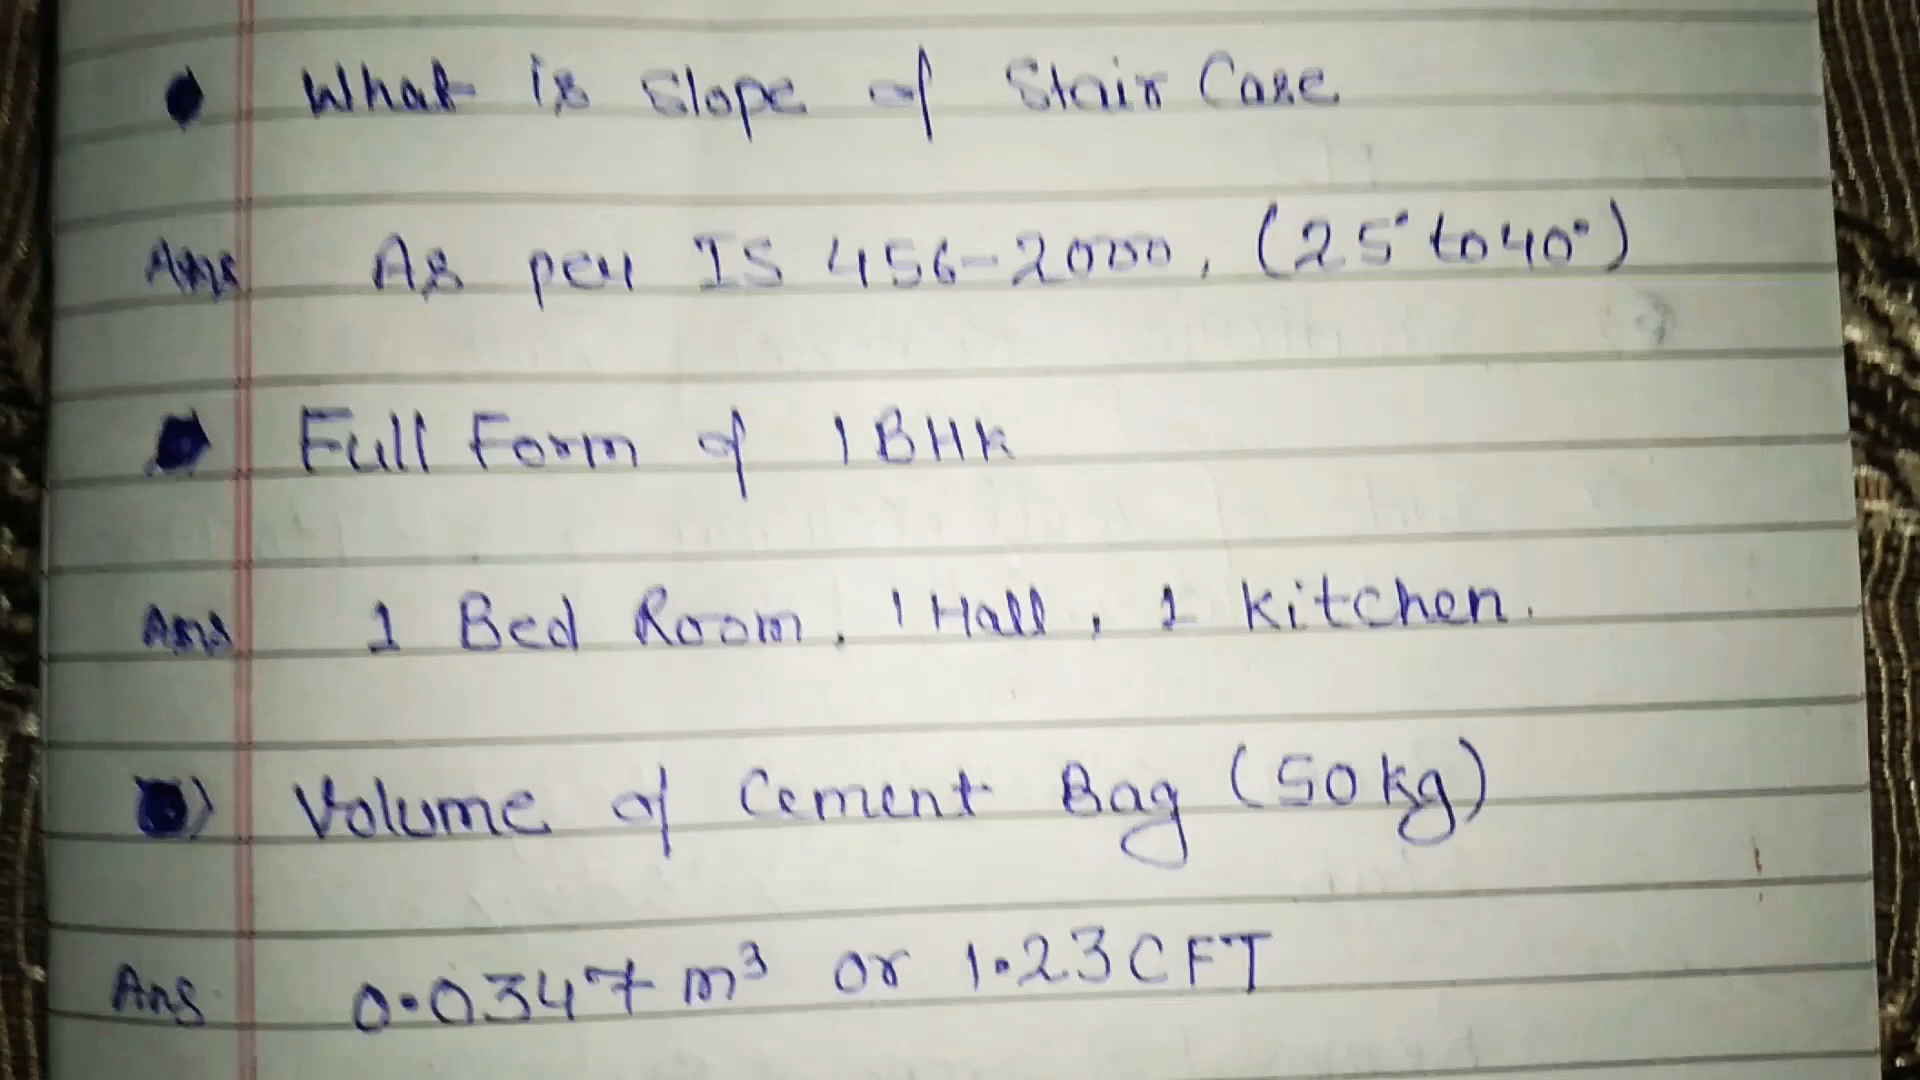 What is Slope of Stair Case
Ans As per IS 456-2000, (25° to 40°)
Full Form of 1 BHK
Ans 1 Bed Room, 1 Hall, 1 Kitchen.
Volume of Cement Bag (50 kg)
Ans 0.0347 m³ or 1.23 CFT